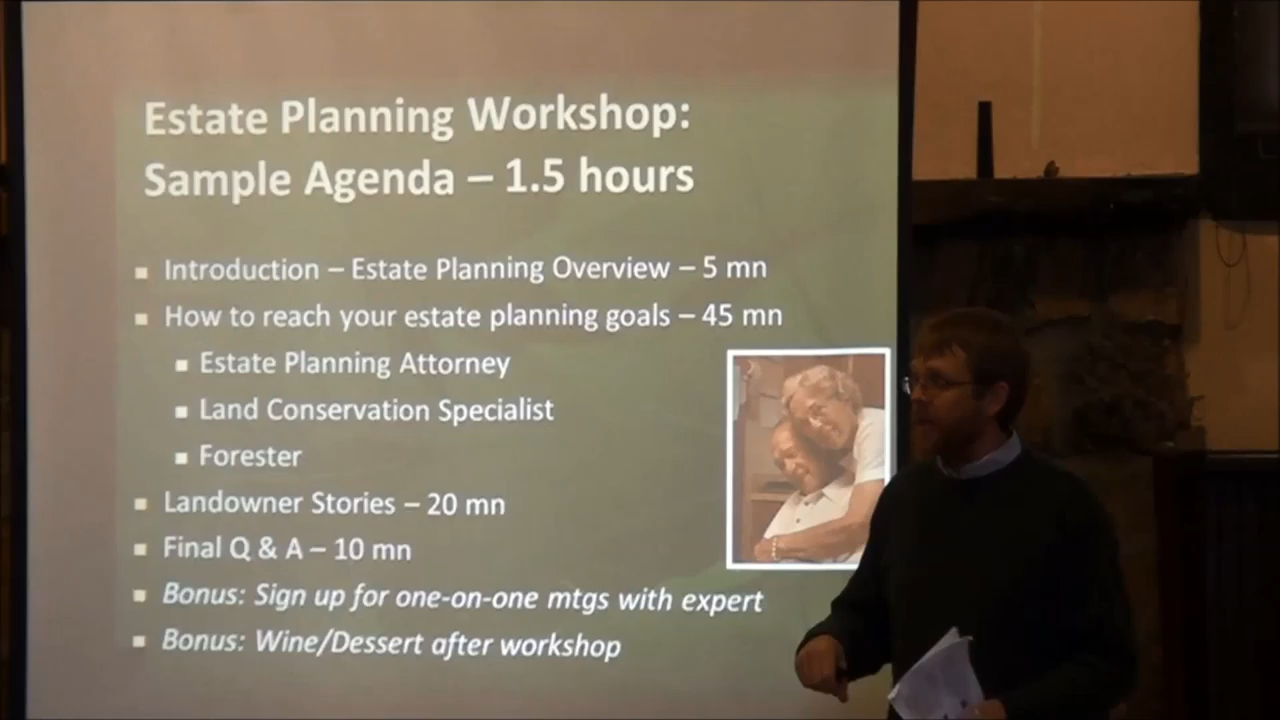 Estate Planning Workshop:
Sample Agenda – 1.5 hours
Introduction – Estate Planning Overview – 5 mn
How to reach your estate planning goals – 45 mn
Estate Planning Attorney
Land Conservation Specialist
Forester
Landowner Stories – 20 mn
Final Q & A – 10 mn
Bonus: Sign up for one-on-one mtgs with expert
Bonus: Wine/Dessert after workshop